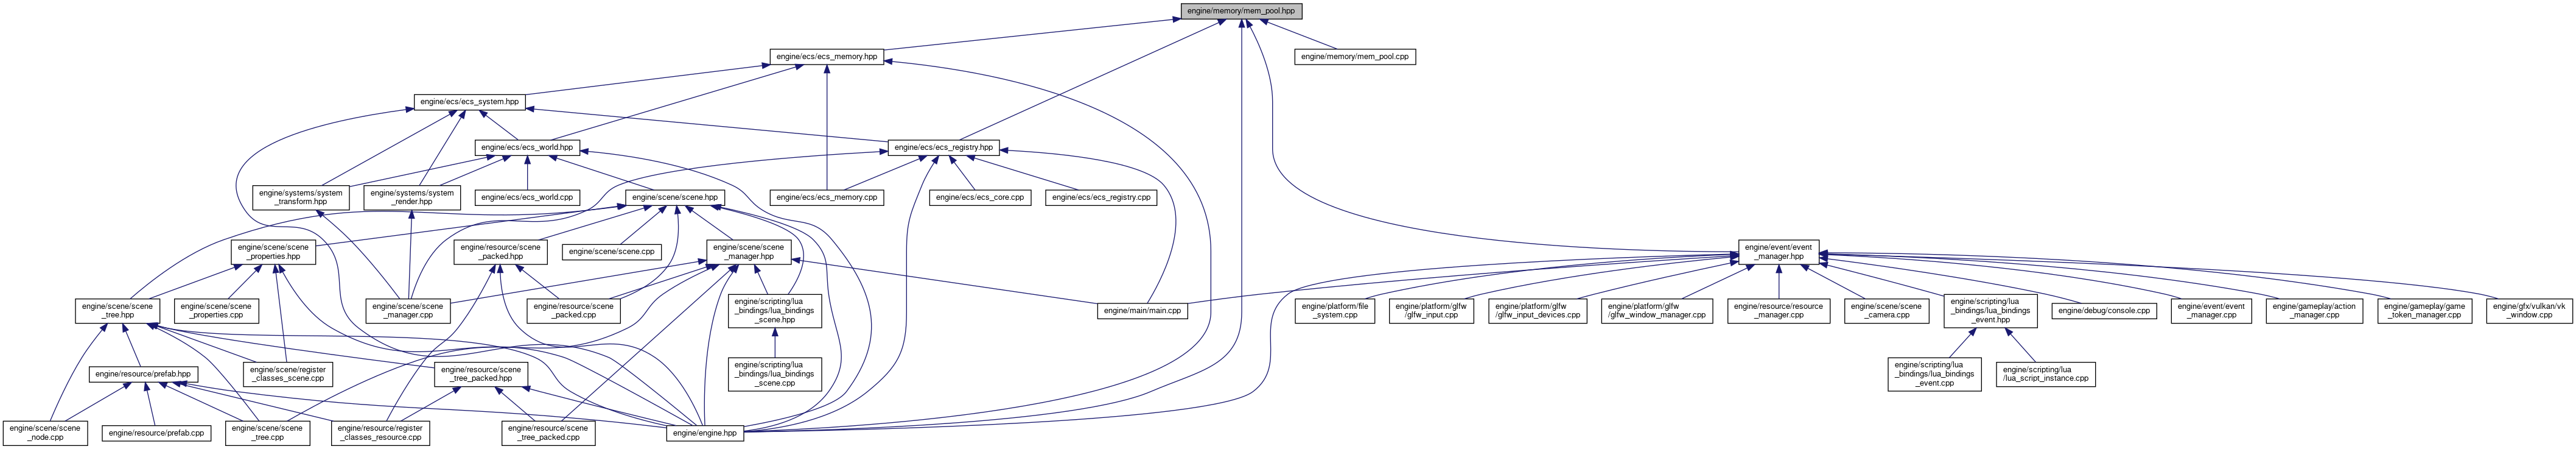 engine/memory/mem_pool.hpp
engine/ecs/ecs_memory.hpp
engine/memory/mem_pool.cpp
engine/ecs/ecs_system.hpp
engine/ecs/ecs_world.hpp
engine/ecs/ecs_registry.hpp
engine/systems/system
_transform.hpp
engine/systems/system
_render.hpp
engine/ecs/ecs_world.cpp
engine/scene/scene.hpp
engine/ecs/ecs_memory.cpp
engine/ecs/ecs_core.cpp
engine/ecs/ecs_registry.cpp
engine/scene/scene
_properties.hpp
engine/resource/scene
_packed.hpp
engine/scene/scene.cpp
engine/scene/scene
_manager.hpp
engine/event/event
_manager.hpp
engine/scene/scene
_tree.hpp
engine/scene/scene
_properties.cpp
engine/scene/scene
_manager.cpp
engine/resource/scene
_packed.cpp
engine/scripting/lua
_bindings/lua_bindings
_scene.hpp
engine/main/main.cpp
engine/platform/file
_system.cpp
engine/platform/glfw
/glfw_input.cpp
engine/platform/glfw
/glfw_input_devices.cpp
engine/platform/glfw
/glfw_window_manager.cpp
engine/resource/resource
_manager.cpp
engine/scene/scene
_camera.cpp
engine/scripting/lua
_bindings/lua_bindings
_event.hpp
engine/debug/console.cpp
engine/event/event
_manager.cpp
engine/gameplay/action
_manager.cpp
engine/gameplay/game
_token_manager.cpp
engine/gfx/vulkan/vk
_window.cpp
engine/resource/prefab.hpp
engine/scene/register
_classes_scene.cpp
engine/resource/scene
_tree_packed.hpp
engine/scripting/lua
_bindings/lua_bindings
_scene.cpp
engine/scripting/lua
_bindings/lua_bindings
_event.cpp
engine/scripting/lua
/lua_script_instance.cpp
engine/scene/scene
_node.cpp
engine/resource/prefab.cpp
engine/scene/scene
_tree.cpp
engine/resource/register
_classes_resource.cpp
engine/resource/scene
_tree_packed.cpp
engine/engine.hpp